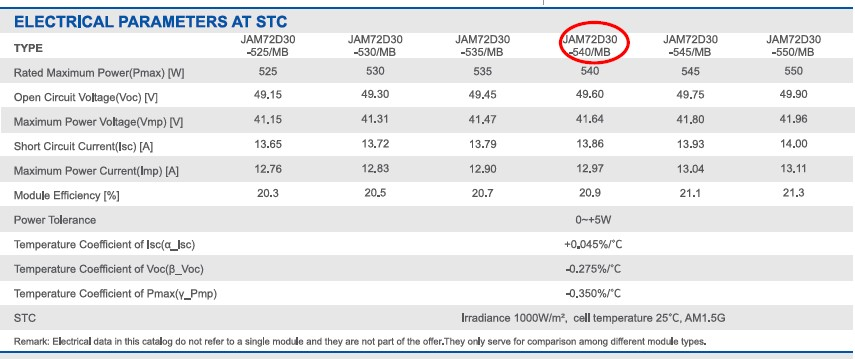 ELECTRICAL PARAMETERS AT STC
TYPE JAM72D30 -525/MB JAM72D30 -530/MB JAM72D30 -535/MB JAM72D30 -540/MB JAM72D30 -545/MB JAM72D30 -550/MB
Rated Maximum Power(Pmax) [W] 525 530 535 540 545 550
Open Circuit Voltage(Voc) [V] 49.15 49.30 49.45 49.60 49.75 49.90
Maximum Power Voltage(Vmp) [V] 41.15 41.31 41.47 41.64 41.80 41.96
Short Circuit Current(Isc) [A] 13.65 13.72 13.79 13.86 13.93 14.00
Maximum Power Current(Imp) [A] 12.76 12.83 12.90 12.97 13.04 13.11
Module Efficiency [%] 20.3 20.5 20.7 20.9 21.1 21.3
Power Tolerance 0~+5W
Temperature Coefficient of Isc(α_Isc) +0.045%/°C
Temperature Coefficient of Voc(β_Voc) -0.275%/°C
Temperature Coefficient of Pmax(γ_Pmp) -0.350%/°C
STC Irradiance 1000W/m², cell temperature 25°C, AM1.5G
Remark: Electrical data in this catalog do not refer to a single module and they are not part of the offer.They only serve for comparison among different module types.